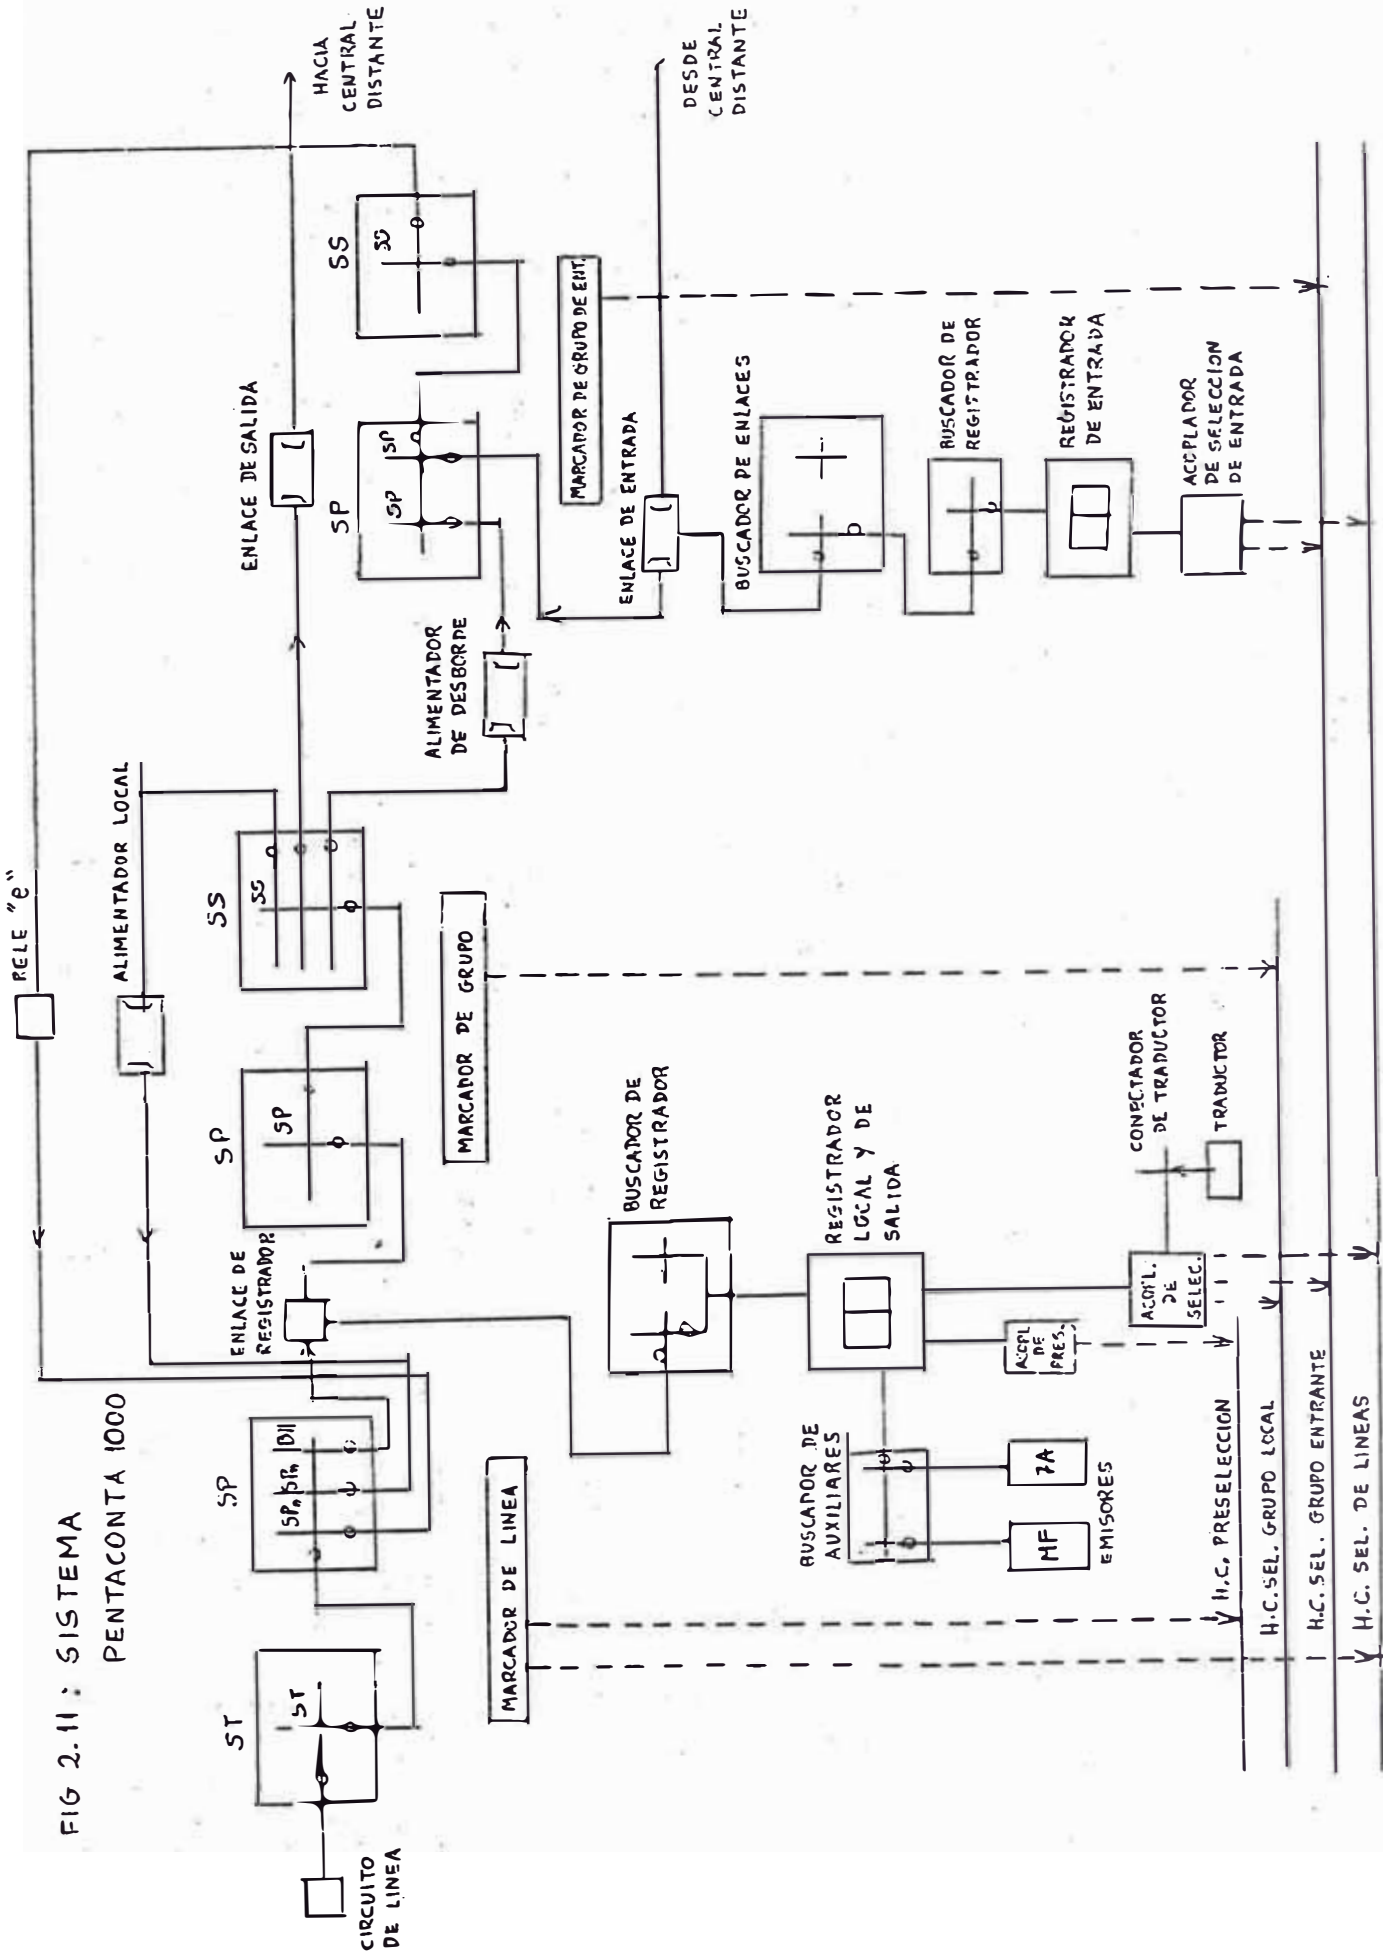 FIG 2.11 : SISTEMA
PENTACONTA 1000
CIRCUITO
DE LINEA
ST
ST
SP
SPn
SPn
BII
ENLACE DE
REGISTRADOR
SP
SP
SS
SS
RELE "e"
ALIMENTADOR LOCAL
ENLACE DE SALIDA
HACIA
CENTRAL
DISTANTE
ALIMENTADOR
DE DESBORDE
SP
SP
SP
SS
SS
MARCADOR DE LINEA
MARCADOR DE GRUPO
MARCADOR DE GRUPO DE ENT.
DESDE
CENTRAL
DISTANTE
ENLACE DE ENTRADA
BUSCADOR DE ENLACES
BUSCADOR DE
REGISTRADOR
REGISTRADOR
DE ENTRADA
ACOPLADOR
DE SELECCION
DE ENTRADA
BUSCADOR DE
REGISTRADOR
REGISTRADOR
LOCAL Y DE
SALIDA
BUSCADOR DE
AUXILIARES
MF
7A
EMISORES
ACOPL
DE
PRES.
ACOPL.
DE
SELEC.
CONECTADOR
DE TRADUCTOR
TRADUCTOR
H.C. PRESELECCION
H.C. SEL. GRUPO LOCAL
H.C. SEL. GRUPO ENTRANTE
H.C. SEL. DE LINEAS